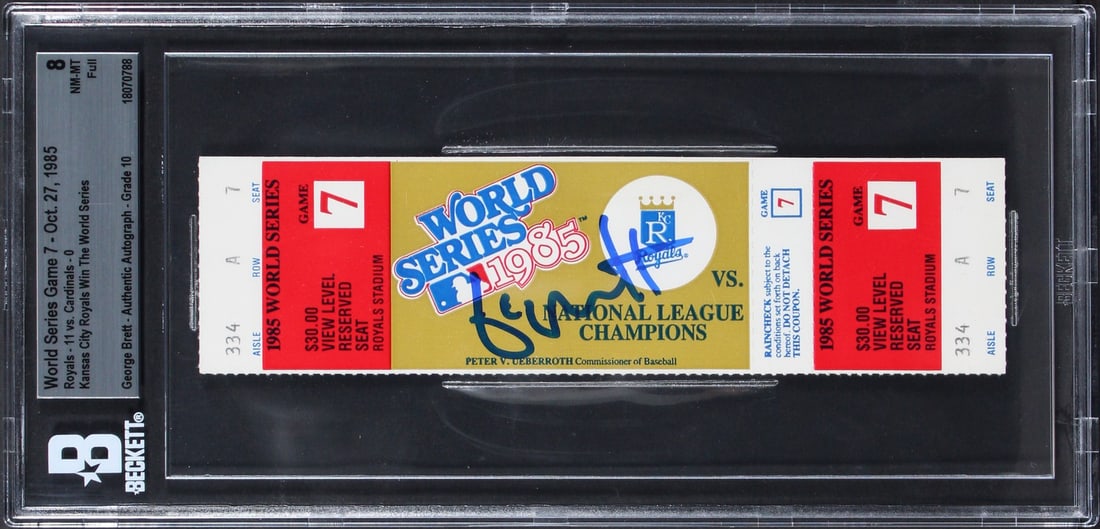 World Series Game 7 - Oct. 27, 1985
Royals - 11 vs. Cardinals - 0
Kansas City Royals Win The World Series
George Brett - Authentic Autograph - Grade 10
8
NM-MT
Full
18070788
B
BECKETT®
334 A 7
AISLE ROW SEAT
1985 WORLD SERIES
GAME
7
$30.00
VIEW LEVEL
RESERVED
SEAT
ROYALS STADIUM
WORLD
SERIES
1985™
KC
R
Royals®
VS.
NATIONAL LEAGUE
CHAMPIONS
PETER V. UEBERROTH Commissioner of Baseball
GAME
7
RAINCHECK subject to the
conditions set forth on back
hereof. DO NOT DETACH
THIS COUPON.
1985 WORLD SERIES
GAME
7
$30.00
VIEW LEVEL
RESERVED
SEAT
ROYALS STADIUM
334 A 7
AISLE ROW SEAT
BECKETT